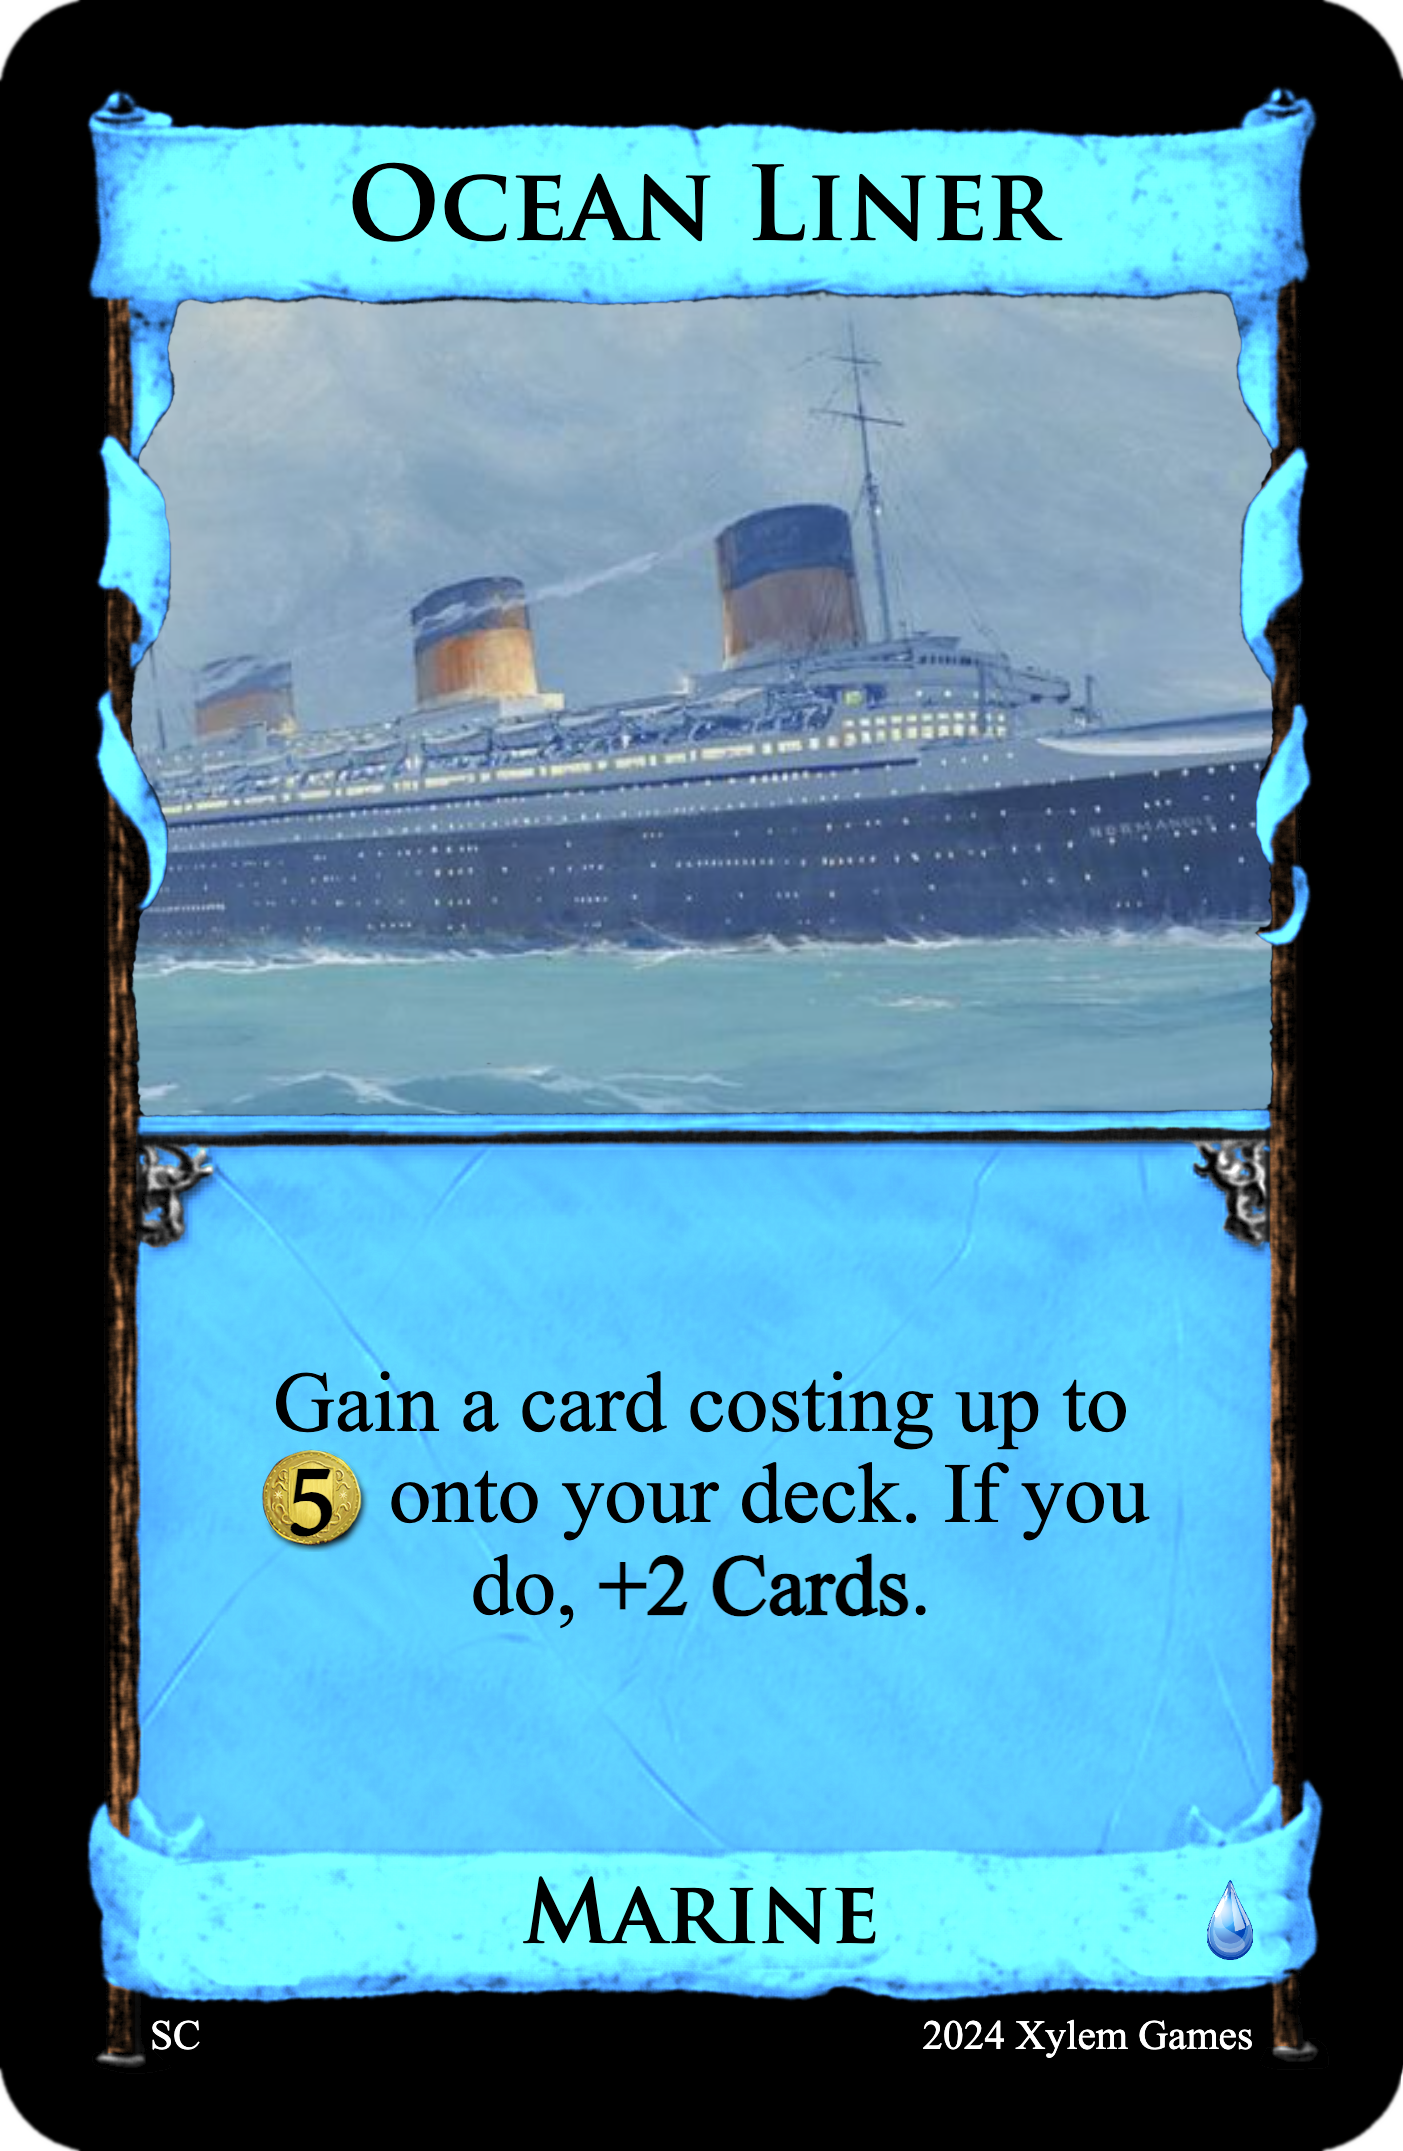 OCEAN LINER
NORMANDIE
Gain a card costing up to
5 onto your deck. If you
do, +2 Cards.
MARINE
SC
2024 Xylem Games